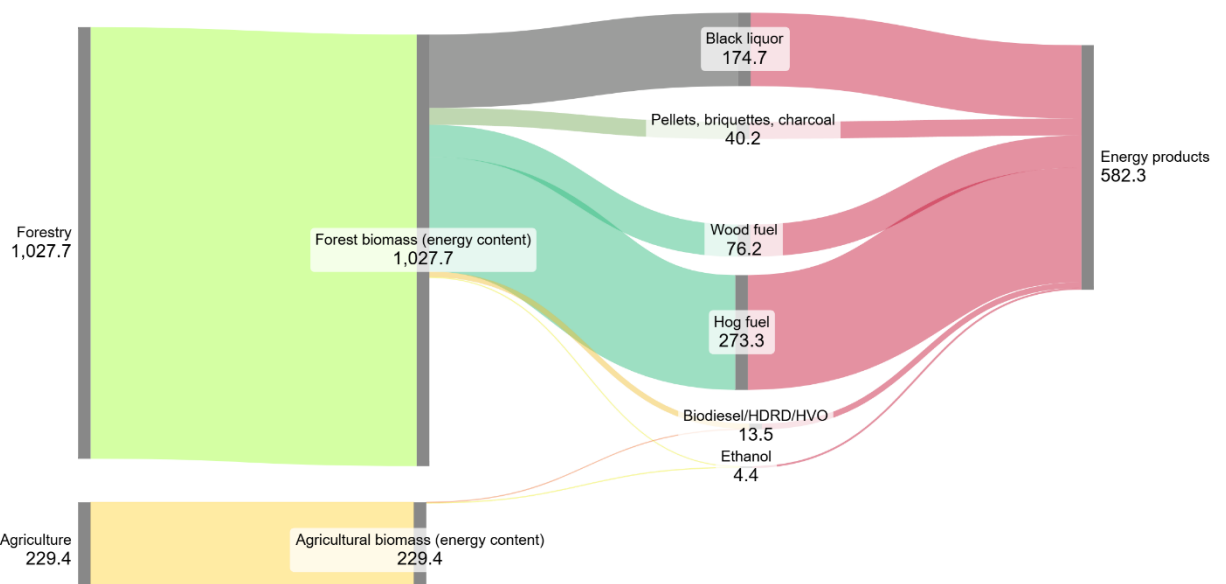 Black liquor
174.7
Pellets, briquettes, charcoal
40.2
Energy products
582.3
Forestry
1,027.7
Forest biomass (energy content)
1,027.7
Wood fuel
76.2
Hog fuel
273.3
Biodiesel/HDRD/HVO
13.5
Ethanol
4.4
Agriculture
229.4
Agricultural biomass (energy content)
229.4